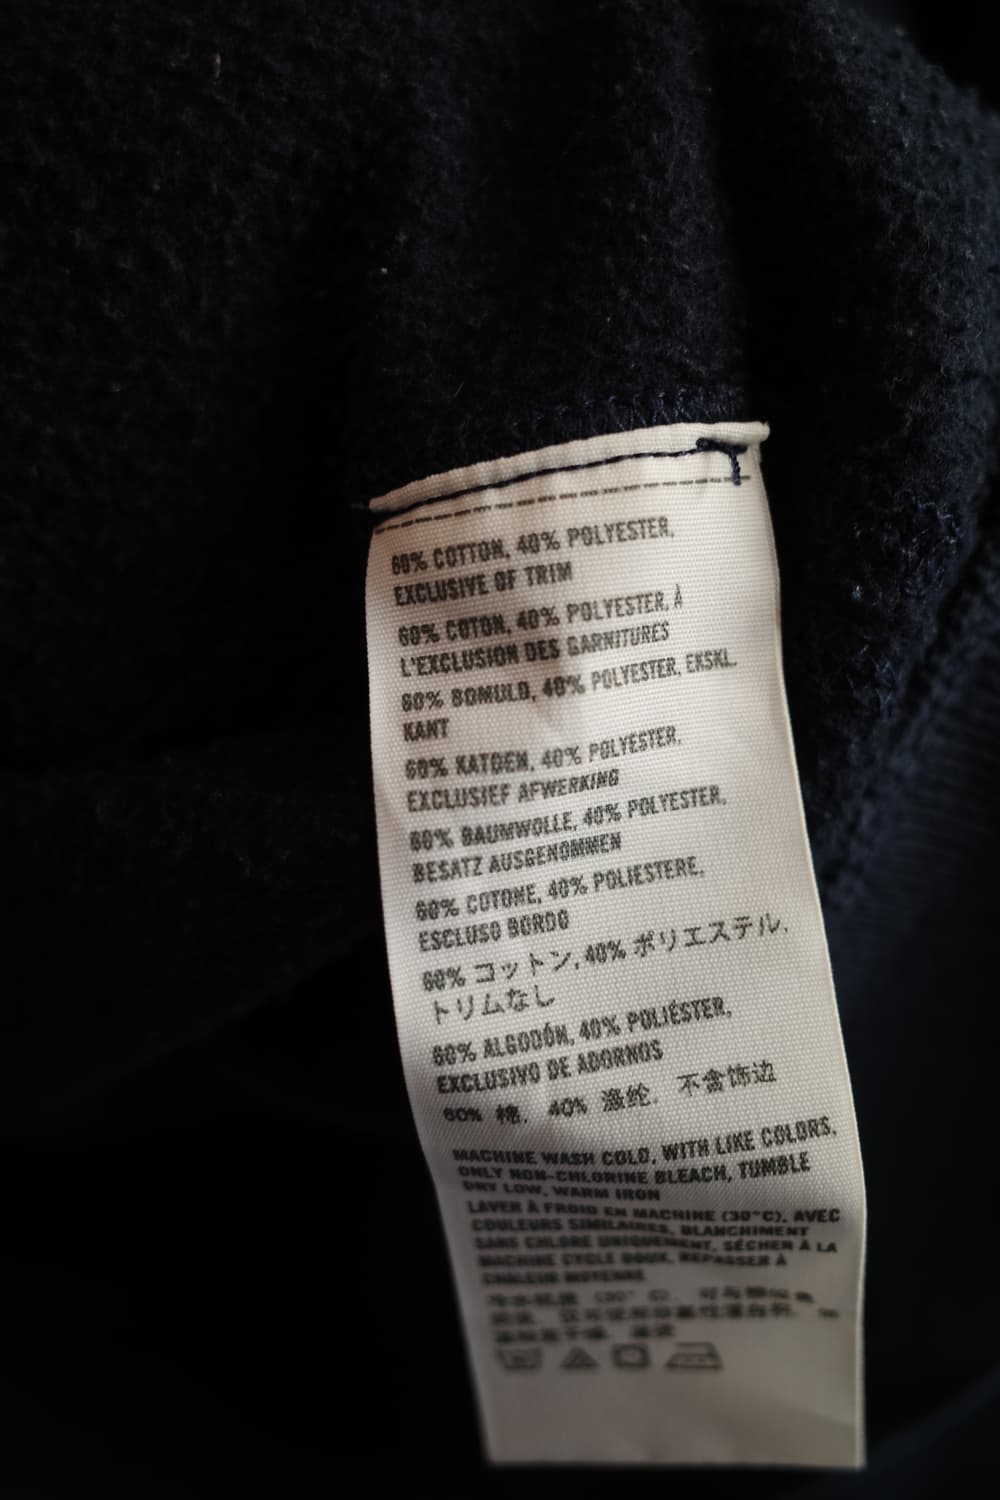 60% COTTON, 40% POLYESTER,
EXCLUSIVE OF TRIM
60% COTON, 40% POLYESTER, À
L'EXCLUSION DES GARNITURES
60% BOMULD, 40% POLYESTER, EKSKL.
KANT
60% KATOEN, 40% POLYESTER,
EXCLUSIEF AFWERKING
60% BAUMWOLLE, 40% POLYESTER,
BESATZ AUSGENOMMEN
60% COTONE, 40% POLIESTERE,
ESCLUSO BORDO
60% コットン, 40% ポリエステル,
トリムなし
60% ALGODÓN, 40% POLIÉSTER,
EXCLUSIVO DE ADORNOS
60% 棉, 40% 涤纶, 不含饰边
MACHINE WASH COLD, WITH LIKE COLORS,
ONLY NON-CHLORINE BLEACH, TUMBLE
DRY LOW, WARM IRON
LAVER À FROID EN MACHINE (30°C), AVEC
COULEURS SIMILAIRES, BLANCHIMENT
SANS CHLORE UNIQUEMENT, SÉCHER À LA
MACHINE CYCLE DOUX, REPASSER À
CHALEUR MOYENNE